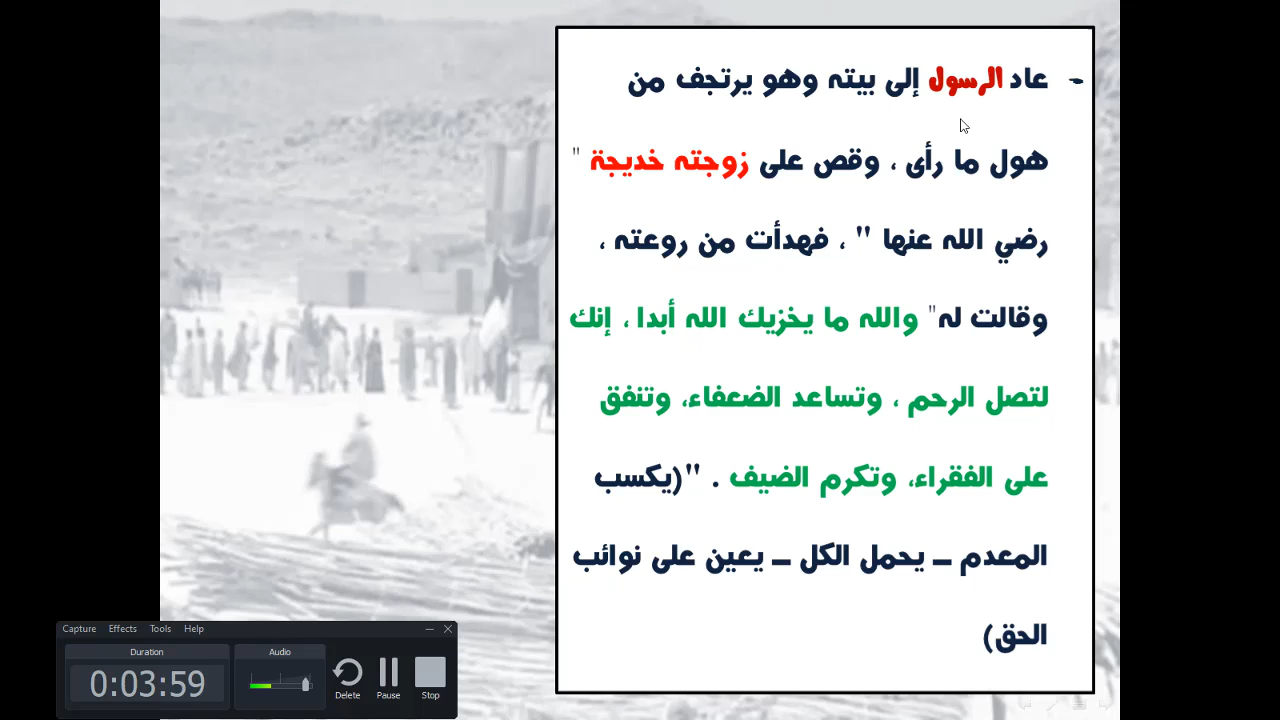 - عاد الرسول إلى بيته وهو يرتجف من
هول ما رأى ، وقص على زوجته خديجة "
رضي الله عنها " ، فهدأت من روعته ،
وقالت له" والله ما يخزيك الله أبدا ، إنك
لتصل الرحم ، وتساعد الضعفاء، وتنفق
على الفقراء، وتكرم الضيف . "(يكسب
المعدم – يحمل الكل – يعين على نوائب
الحق)
Capture Effects Tools Help
Duration Audio
0:03:59
Delete Pause Stop